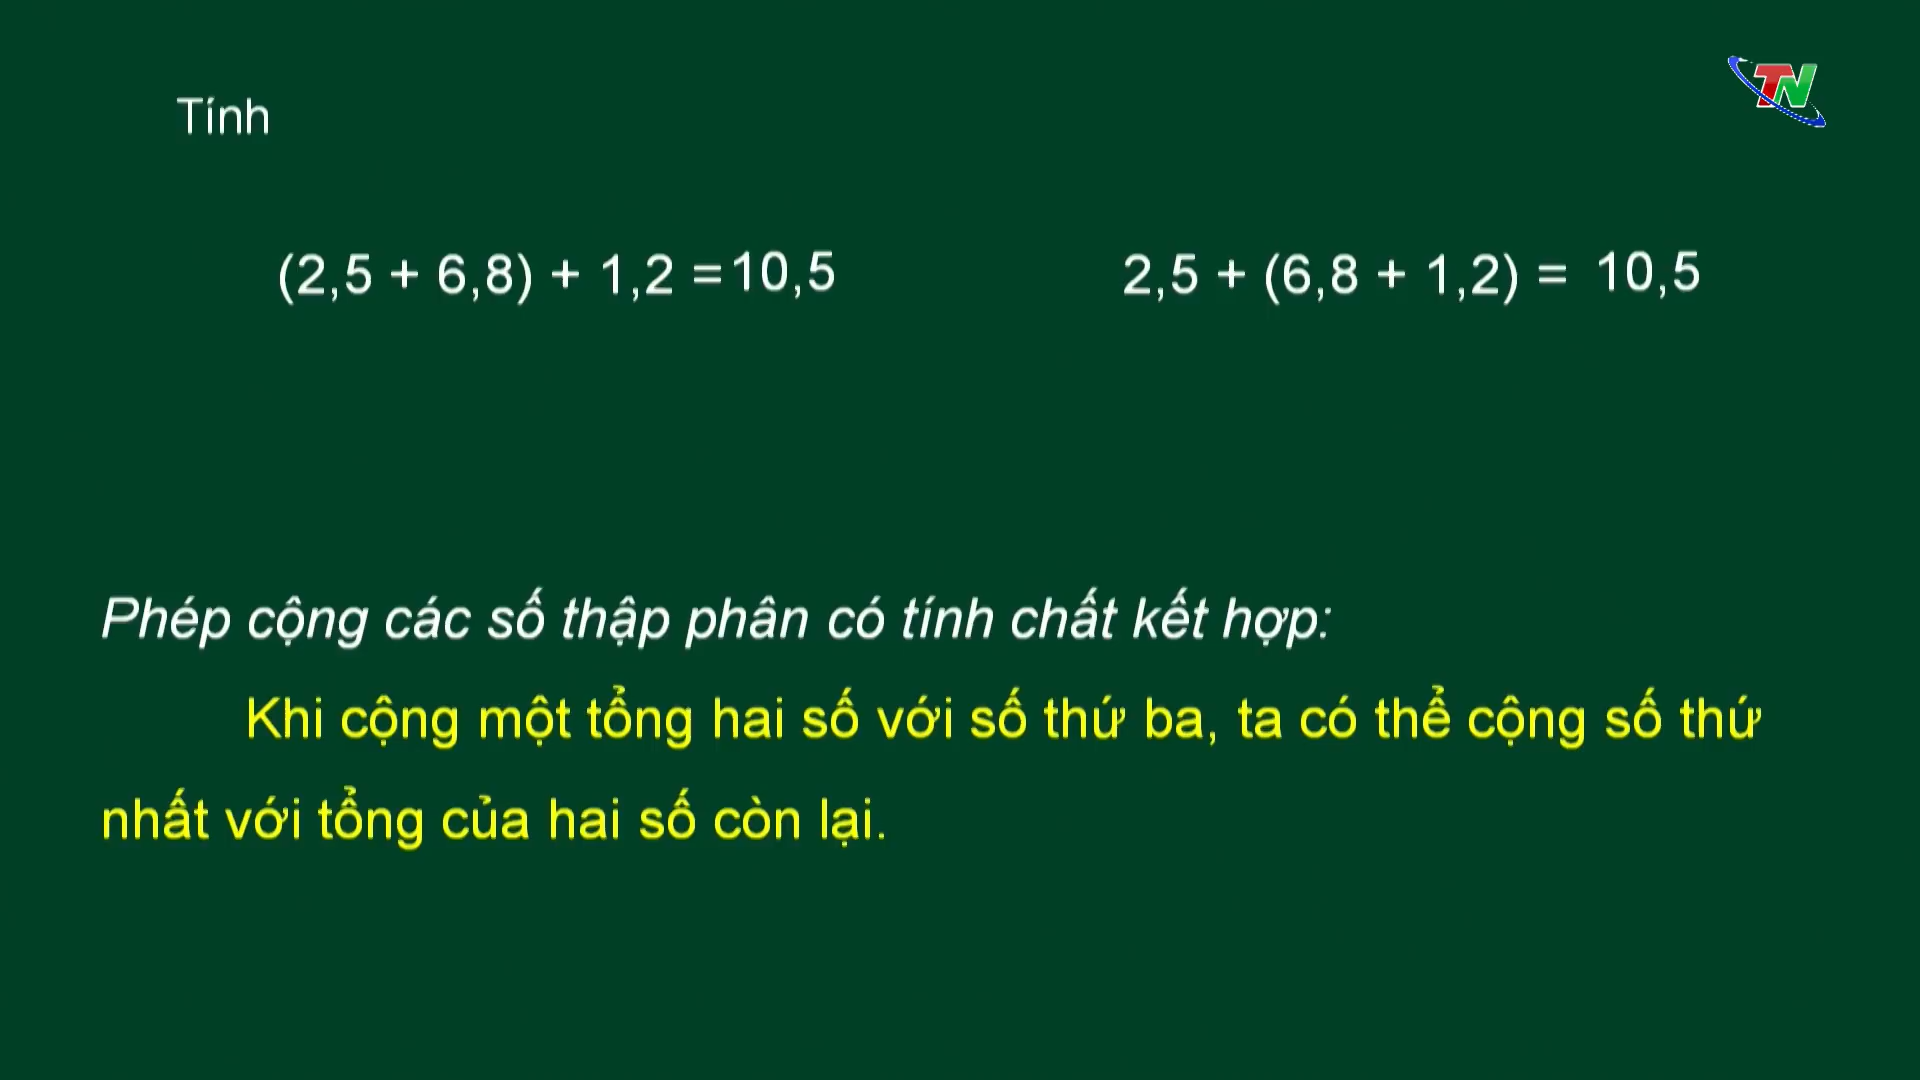 Tính
TN
(2,5 + 6,8) + 1,2 = 10,5 2,5 + (6,8 + 1,2) = 10,5
Phép cộng các số thập phân có tính chất kết hợp:
Khi cộng một tổng hai số với số thứ ba, ta có thể cộng số thứ
nhất với tổng của hai số còn lại.